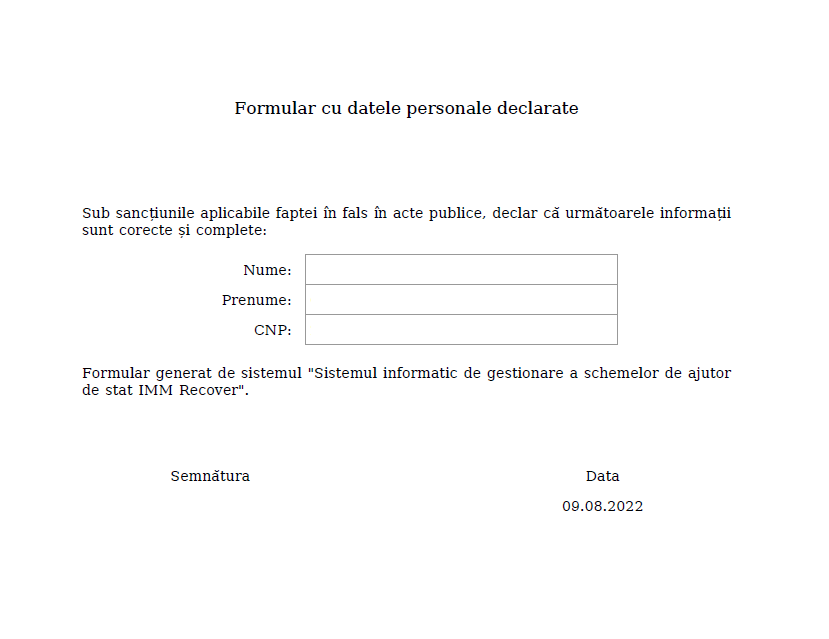 Formular cu datele personale declarate
Sub sancțiunile aplicabile faptei în fals în acte publice, declar că următoarele informații
sunt corecte și complete:
Nume:
Prenume:
CNP:
Formular generat de sistemul "Sistemul informatic de gestionare a schemelor de ajutor
de stat IMM Recover".
Semnătura Data
09.08.2022